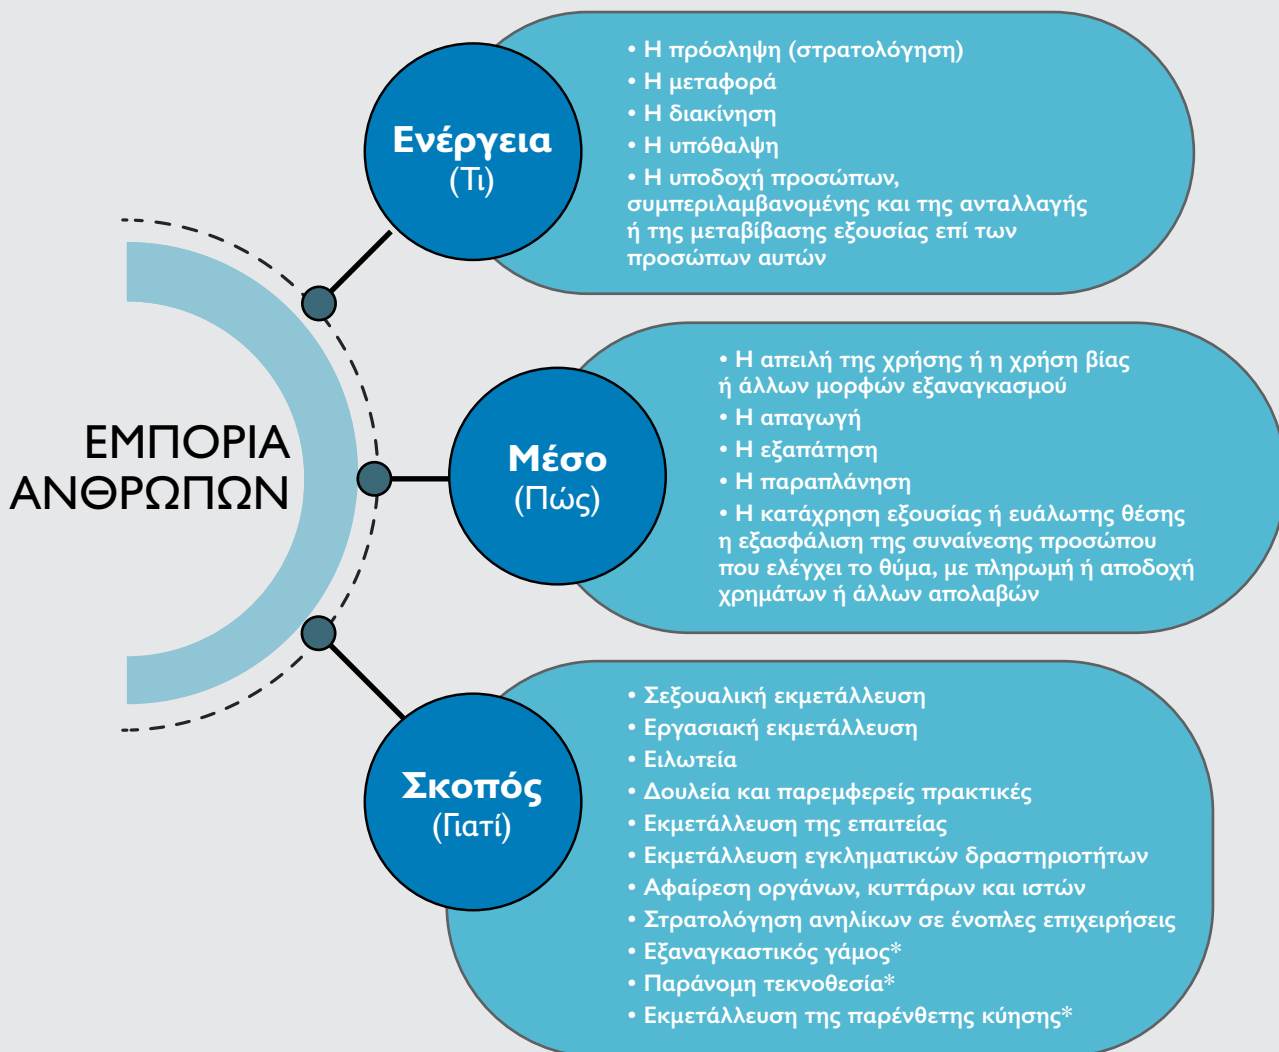 ΕΜΠΟΡΙΑ
ΑΝΘΡΩΠΩΝ
Ενέργεια
(Τι)
• Η πρόσληψη (στρατολόγηση)
• Η μεταφορά
• Η διακίνηση
• Η υπόθαλψη
• Η υποδοχή προσώπων,
συμπεριλαμβανομένης και της ανταλλαγής
ή της μεταβίβασης εξουσίας επί των
προσώπων αυτών
Μέσο
(Πώς)
• Η απειλή της χρήσης ή η χρήση βίας
ή άλλων μορφών εξαναγκασμού
• Η απαγωγή
• Η εξαπάτηση
• Η παραπλάνηση
• Η κατάχρηση εξουσίας ή ευάλωτης θέσης
η εξασφάλιση της συναίνεσης προσώπου
που ελέγχει το θύμα, με πληρωμή ή αποδοχή
χρημάτων ή άλλων απολαβών
Σκοπός
(Γιατί)
• Σεξουαλική εκμετάλλευση
• Εργασιακή εκμετάλλευση
• Ειλωτεία
• Δουλεία και παρεμφερείς πρακτικές
• Εκμετάλλευση της επαιτείας
• Εκμετάλλευση εγκληματικών δραστηριοτήτων
• Αφαίρεση οργάνων, κυττάρων και ιστών
• Στρατολόγηση ανηλίκων σε ένοπλες επιχειρήσεις
• Εξαναγκαστικός γάμος*
• Παράνομη τεκνοθεσία*
• Εκμετάλλευση της παρένθετης κύησης*